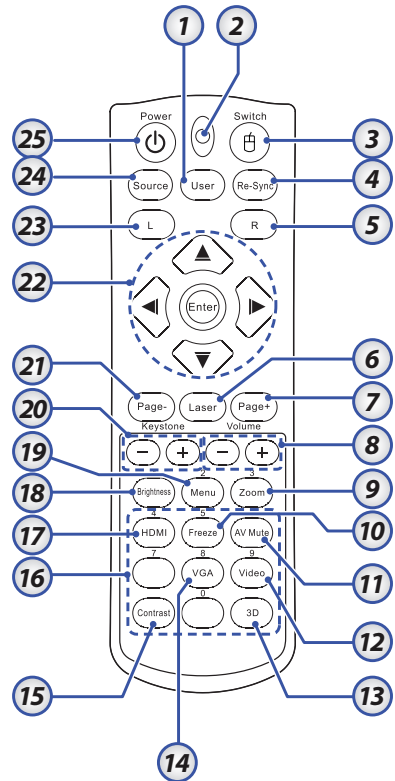 1 2
Power Switch
25 3
24 Source User Re-Sync 4
23 L R 5
22 Enter
6
21 Page- Laser Page+ 7
20 Keystone Volume
− + − + 8
19 2 3
18 Brightness Menu Zoom 9
4 5
17 HDMI Freeze AV Mute 10
7 8 9
16 VGA Video 11
0 12
Contrast 3D
15 13
14